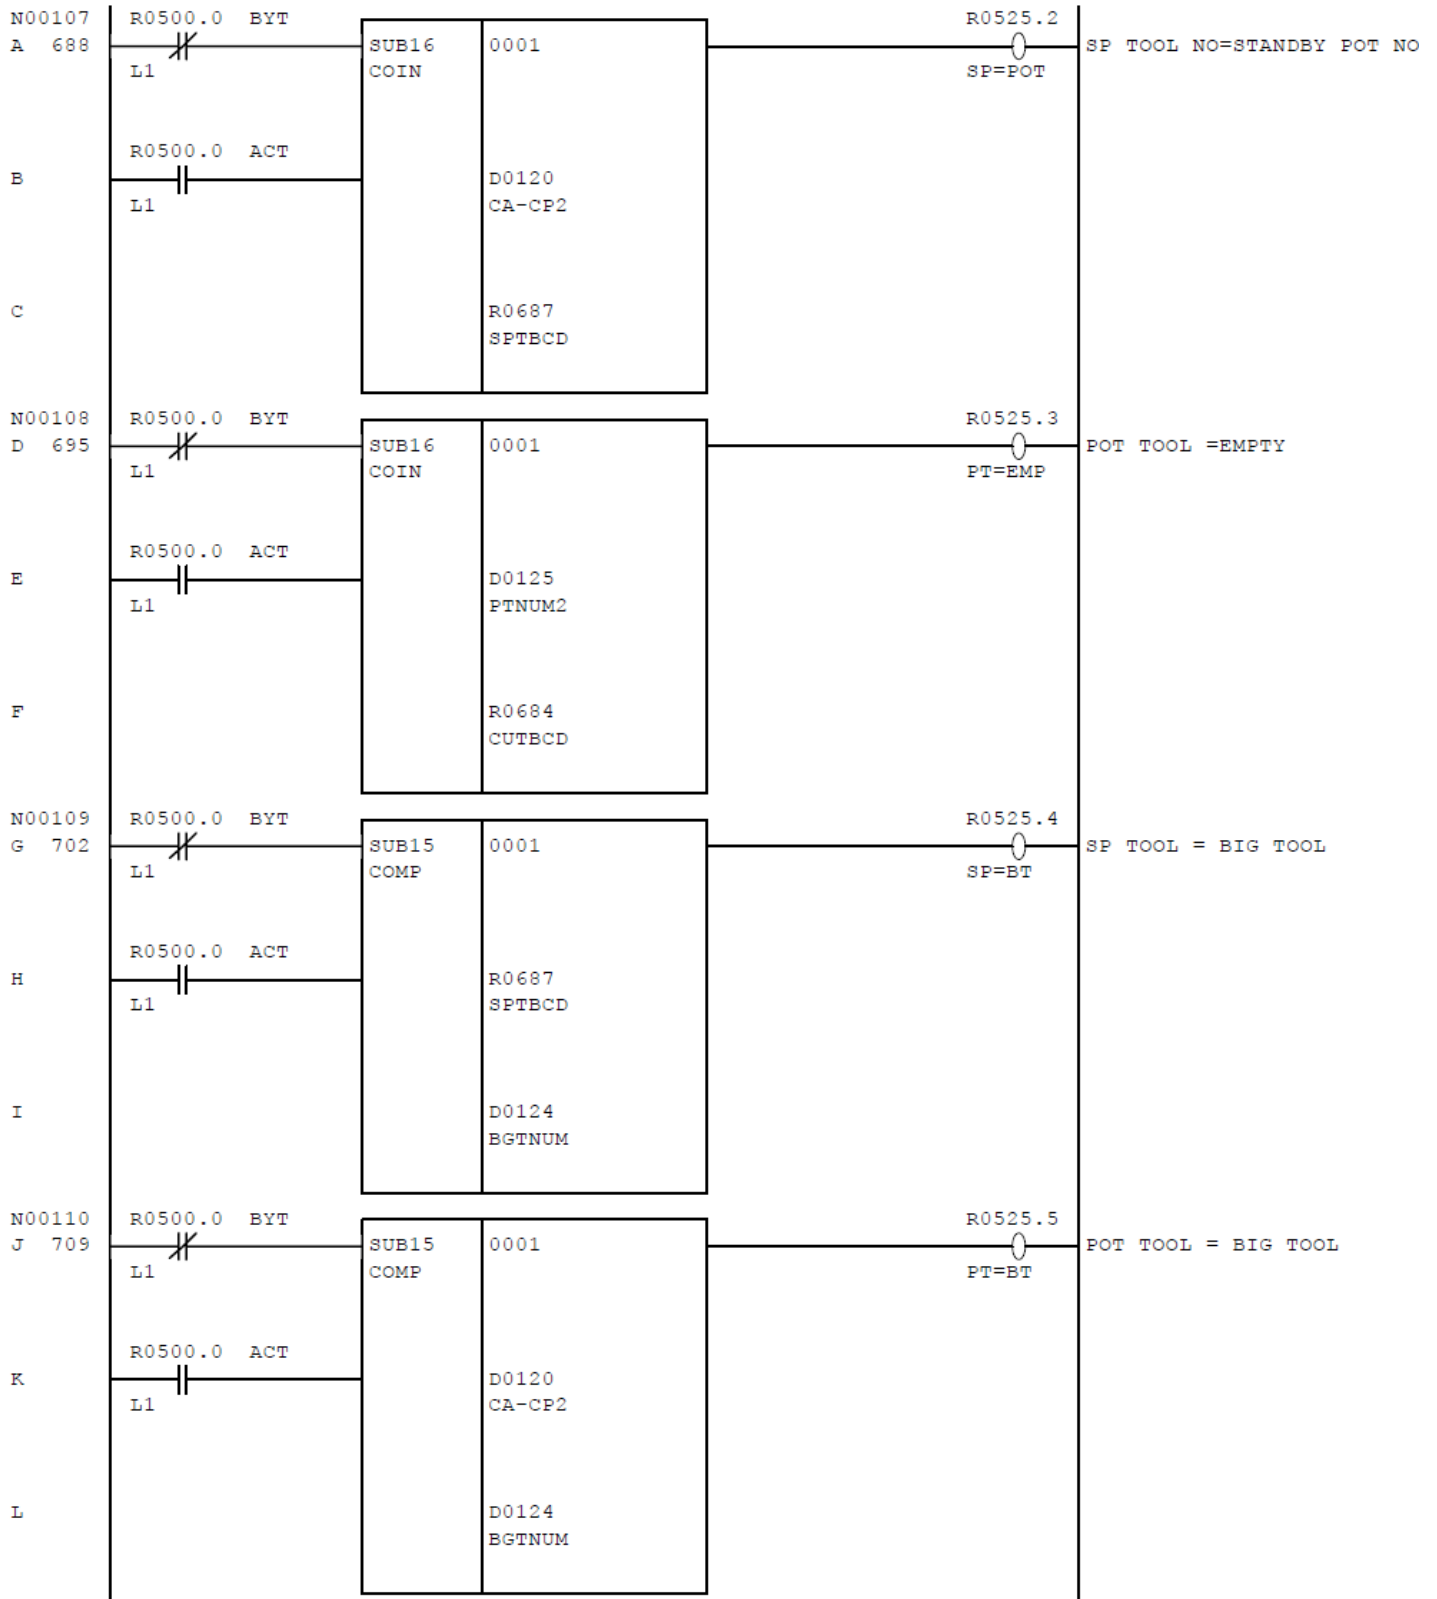 N00107 R0500.0 BYT R0525.2
A 688 SUB16 0001 SP TOOL NO=STANDBY POT NO
L1 COIN SP=POT
R0500.0 ACT
B D0120
L1 CA-CP2
C R0687
SPTBCD
N00108 R0500.0 BYT R0525.3
D 695 SUB16 0001 POT TOOL =EMPTY
L1 COIN PT=EMP
R0500.0 ACT
E D0125
L1 PTNUM2
F R0684
CUTBCD
N00109 R0500.0 BYT R0525.4
G 702 SUB15 0001 SP TOOL = BIG TOOL
L1 COMP SP=BT
R0500.0 ACT
H R0687
L1 SPTBCD
I D0124
BGTNUM
N00110 R0500.0 BYT R0525.5
J 709 SUB15 0001 POT TOOL = BIG TOOL
L1 COMP PT=BT
R0500.0 ACT
K D0120
L1 CA-CP2
L D0124
BGTNUM